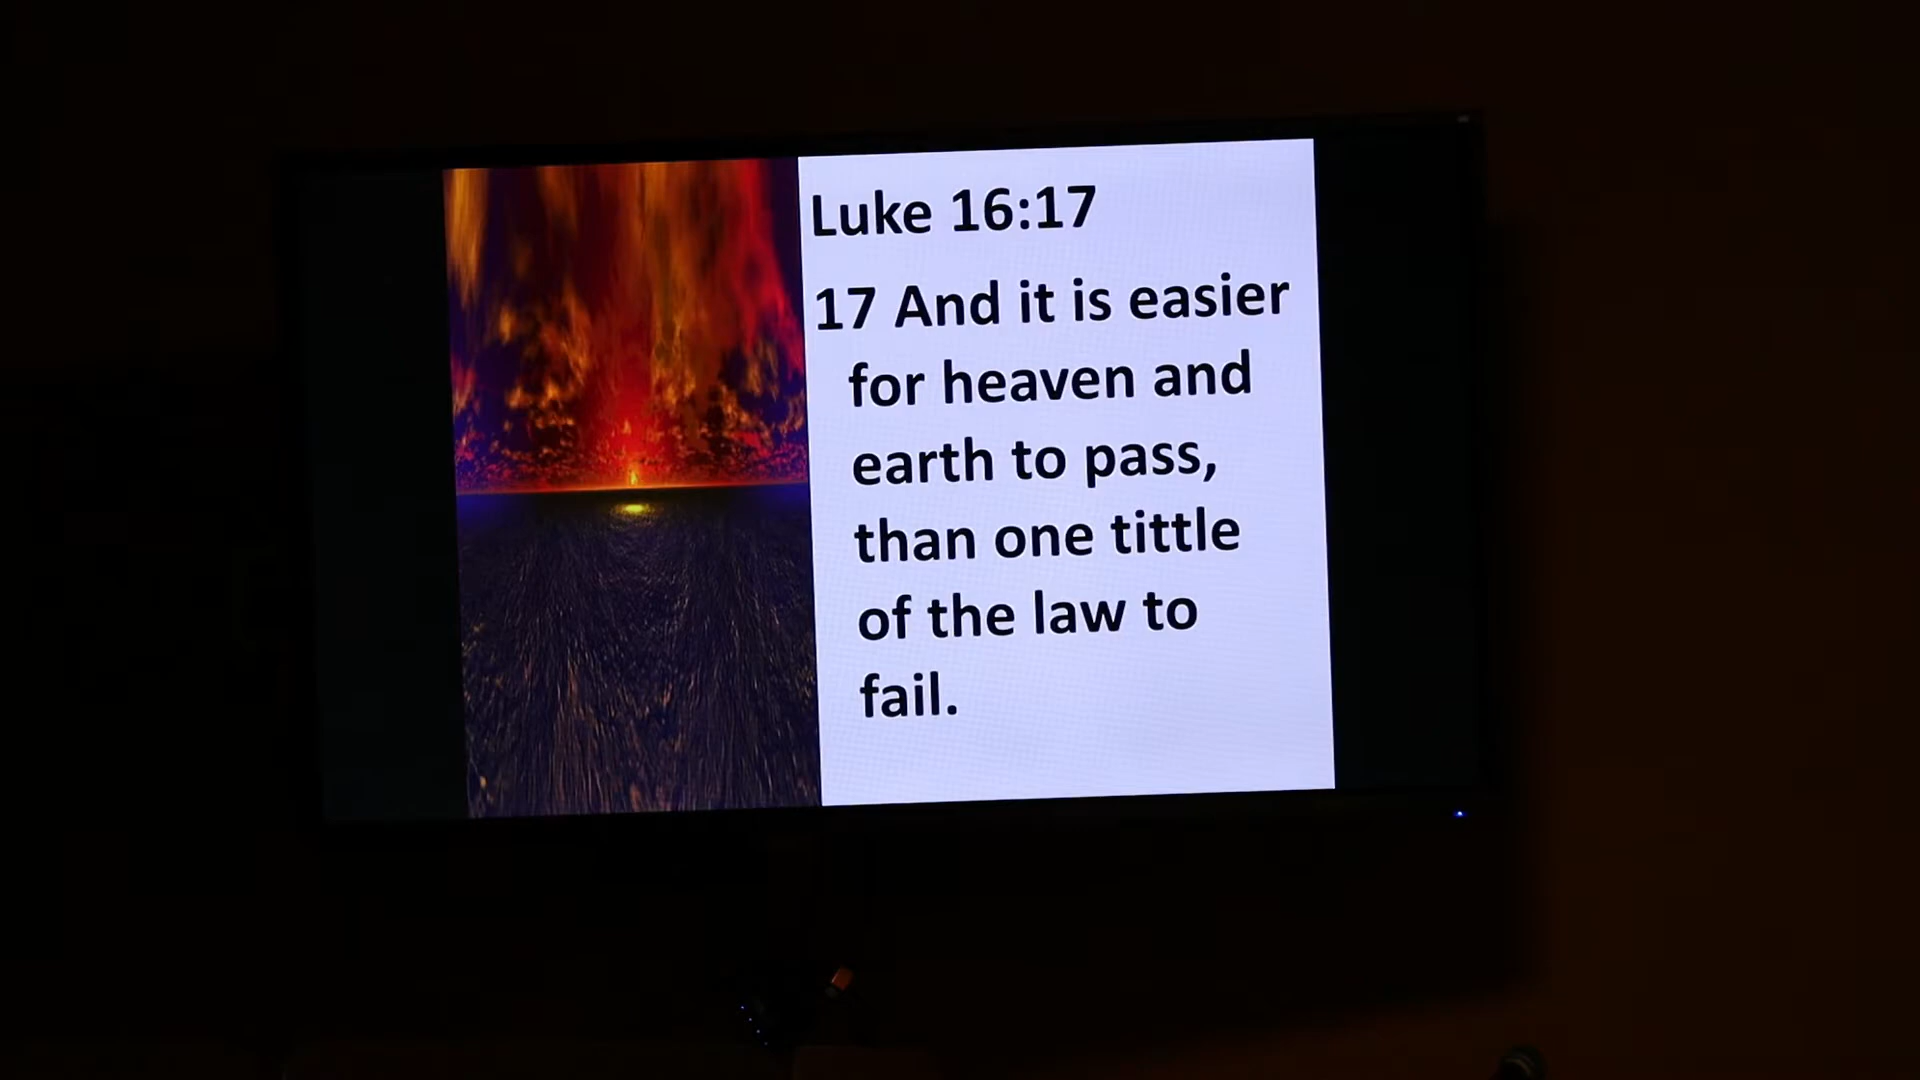 Luke 16:17
17 And it is easier
for heaven and
earth to pass,
than one tittle
of the law to
fail.